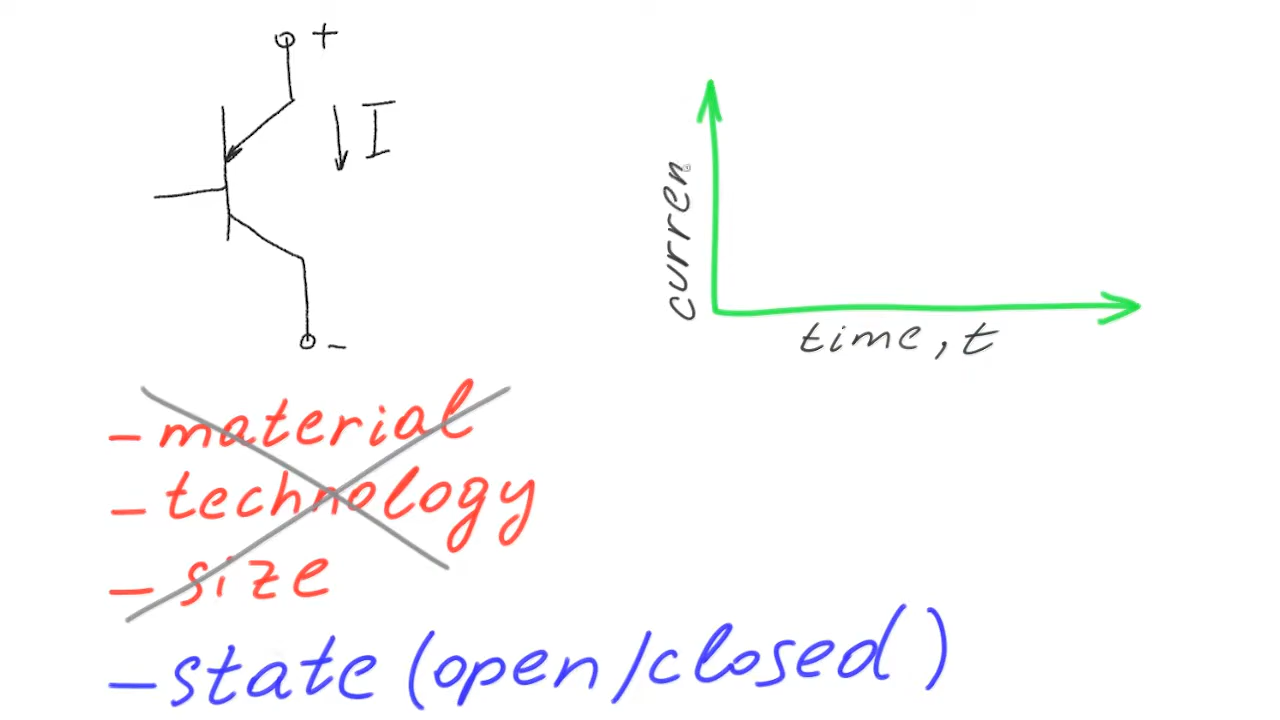 +
I
-
curren
time, t
- material
- technology
- size
- state (open/closed)